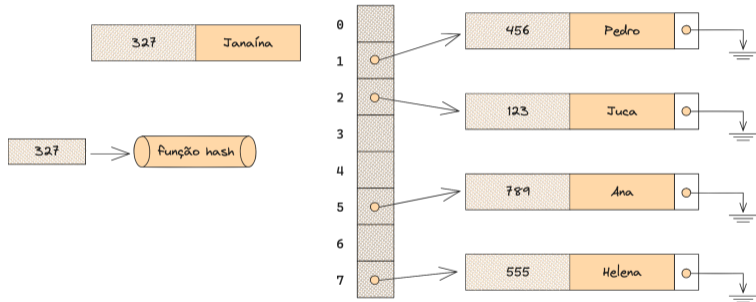 327 Janaína
327 função hash
0
1
2
3
4
5
6
7
456 Pedro
123 Juca
789 Ana
555 Helena